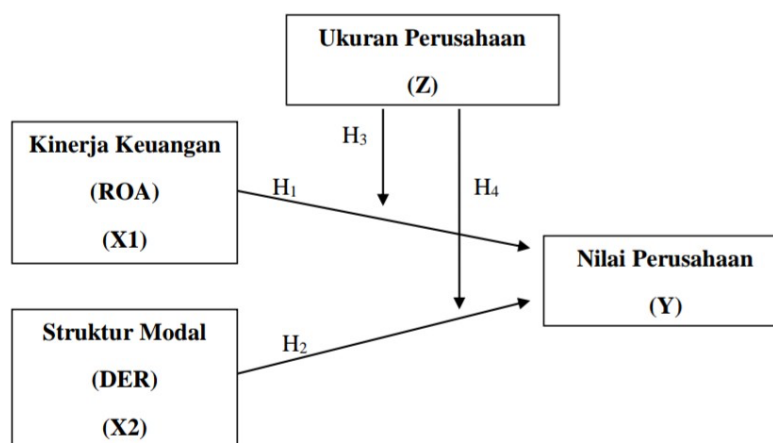 Ukuran Perusahaan
(Z)
H₃
H₄
Kinerja Keuangan
(ROA)
(X1)
H₁
Nilai Perusahaan
(Y)
Struktur Modal
(DER)
(X2)
H₂